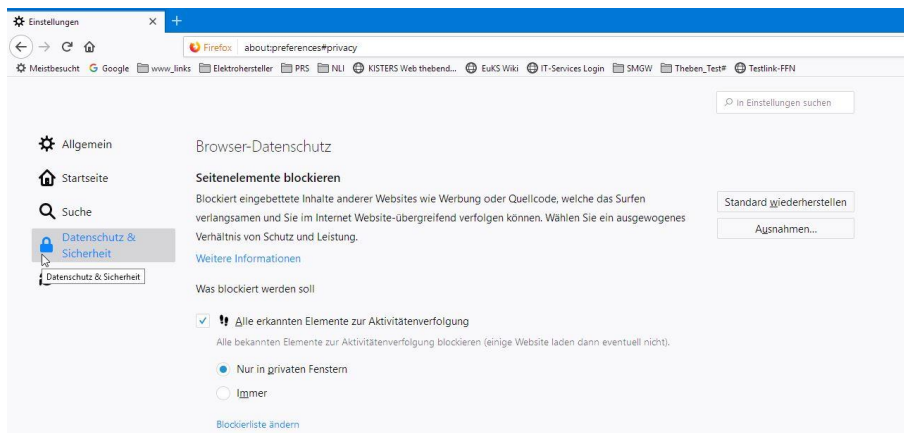 Einstellungen
Firefox about:preferences#privacy
Meistbesucht Google www_links Elektrohersteller PRS NLI KISTERS Web thebend... EuKS Wiki IT-Services Login SMGW Theben_Test# Testlink-FFN
In Einstellungen suchen
Allgemein
Startseite
Suche
Datenschutz &
Sicherheit
Datenschutz & Sicherheit
Browser-Datenschutz
Seitenelemente blockieren
Blockiert eingebettete Inhalte anderer Websites wie Werbung oder Quellcode, welche das Surfen
verlangsamen und Sie im Internet Website-übergreifend verfolgen können. Wählen Sie ein ausgewogenes
Verhältnis von Schutz und Leistung.
Weitere Informationen
Standard wiederherstellen
Ausnahmen...
Was blockiert werden soll
Alle erkannten Elemente zur Aktivitätenverfolgung
Alle bekannten Elemente zur Aktivitätenverfolgung blockieren (einige Website laden dann eventuell nicht).
Nur in privaten Fenstern
Immer
Blockierliste ändern